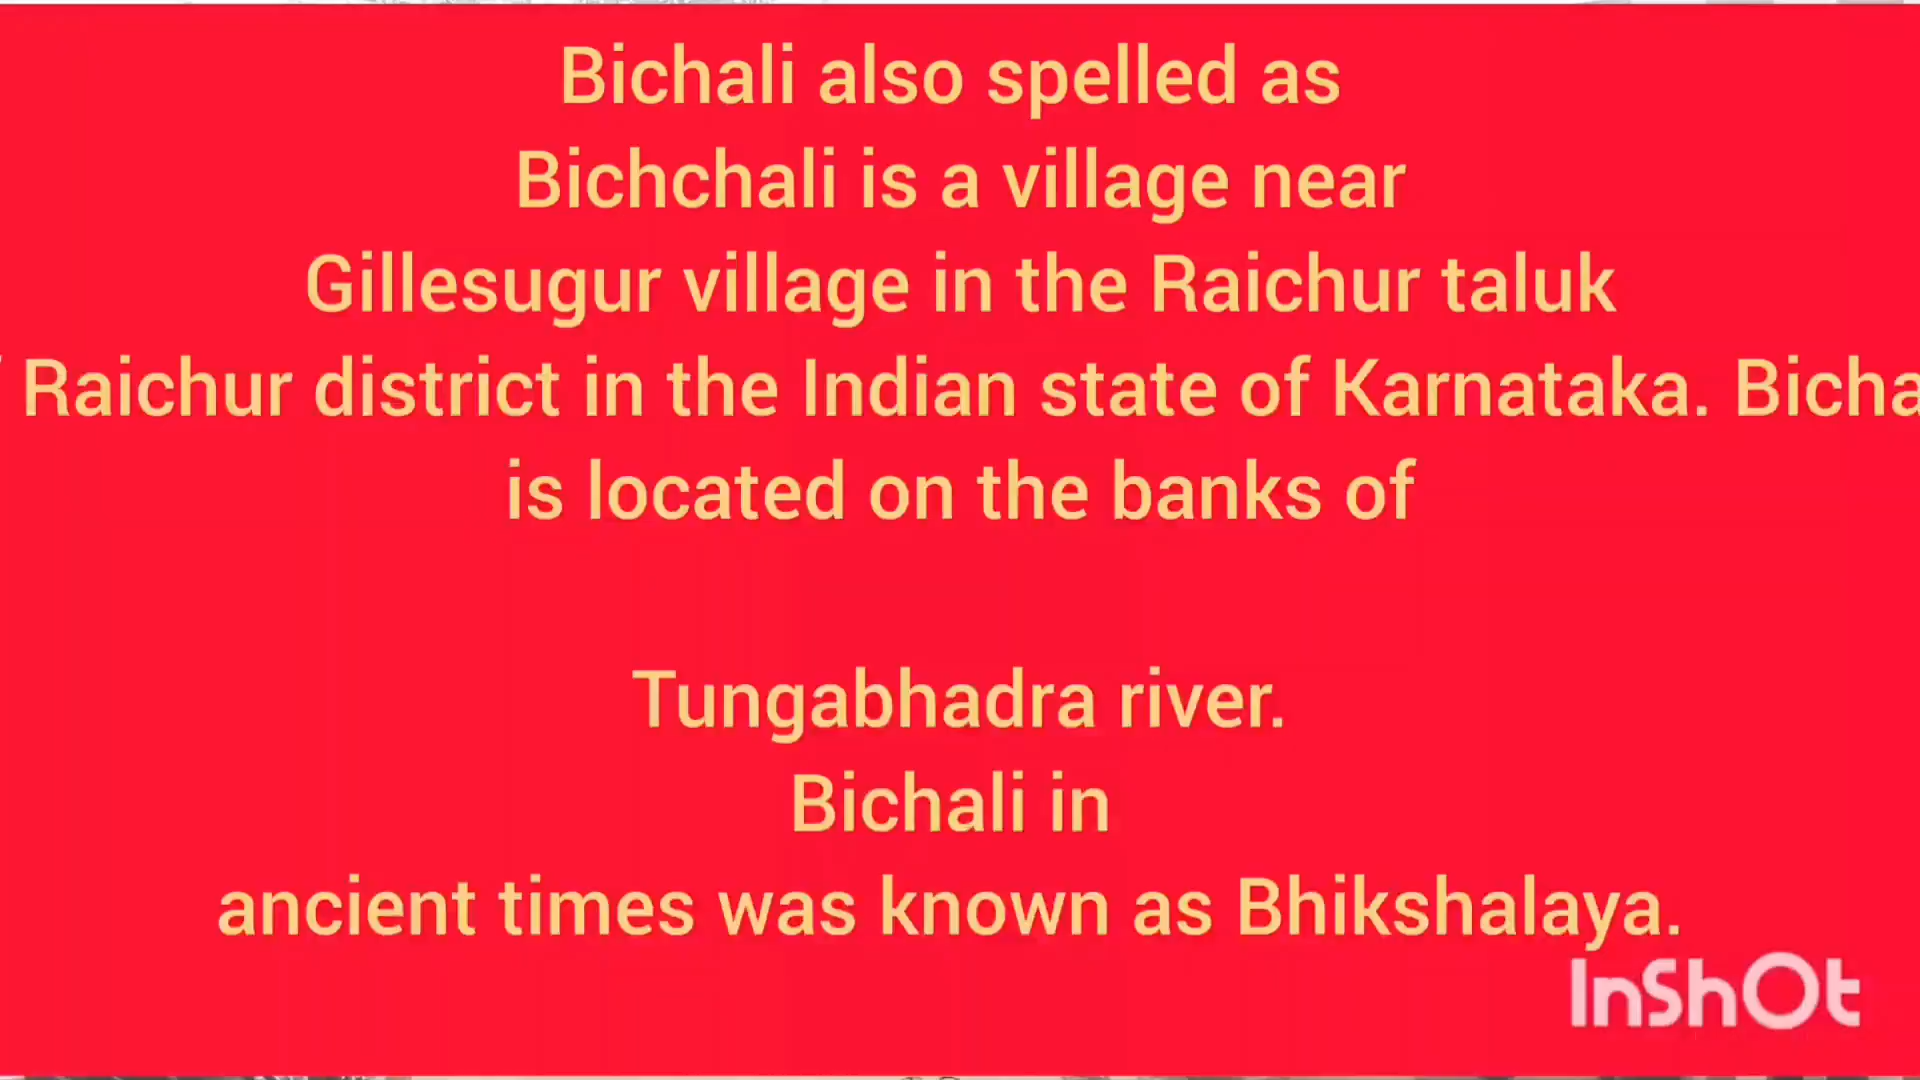 Bichali also spelled as
Bichchali is a village near
Gillesugur village in the Raichur taluk
Raichur district in the Indian state of Karnataka. Bicha
is located on the banks of
Tungabhadra river.
Bichali in
ancient times was known as Bhikshalaya.
InShOt